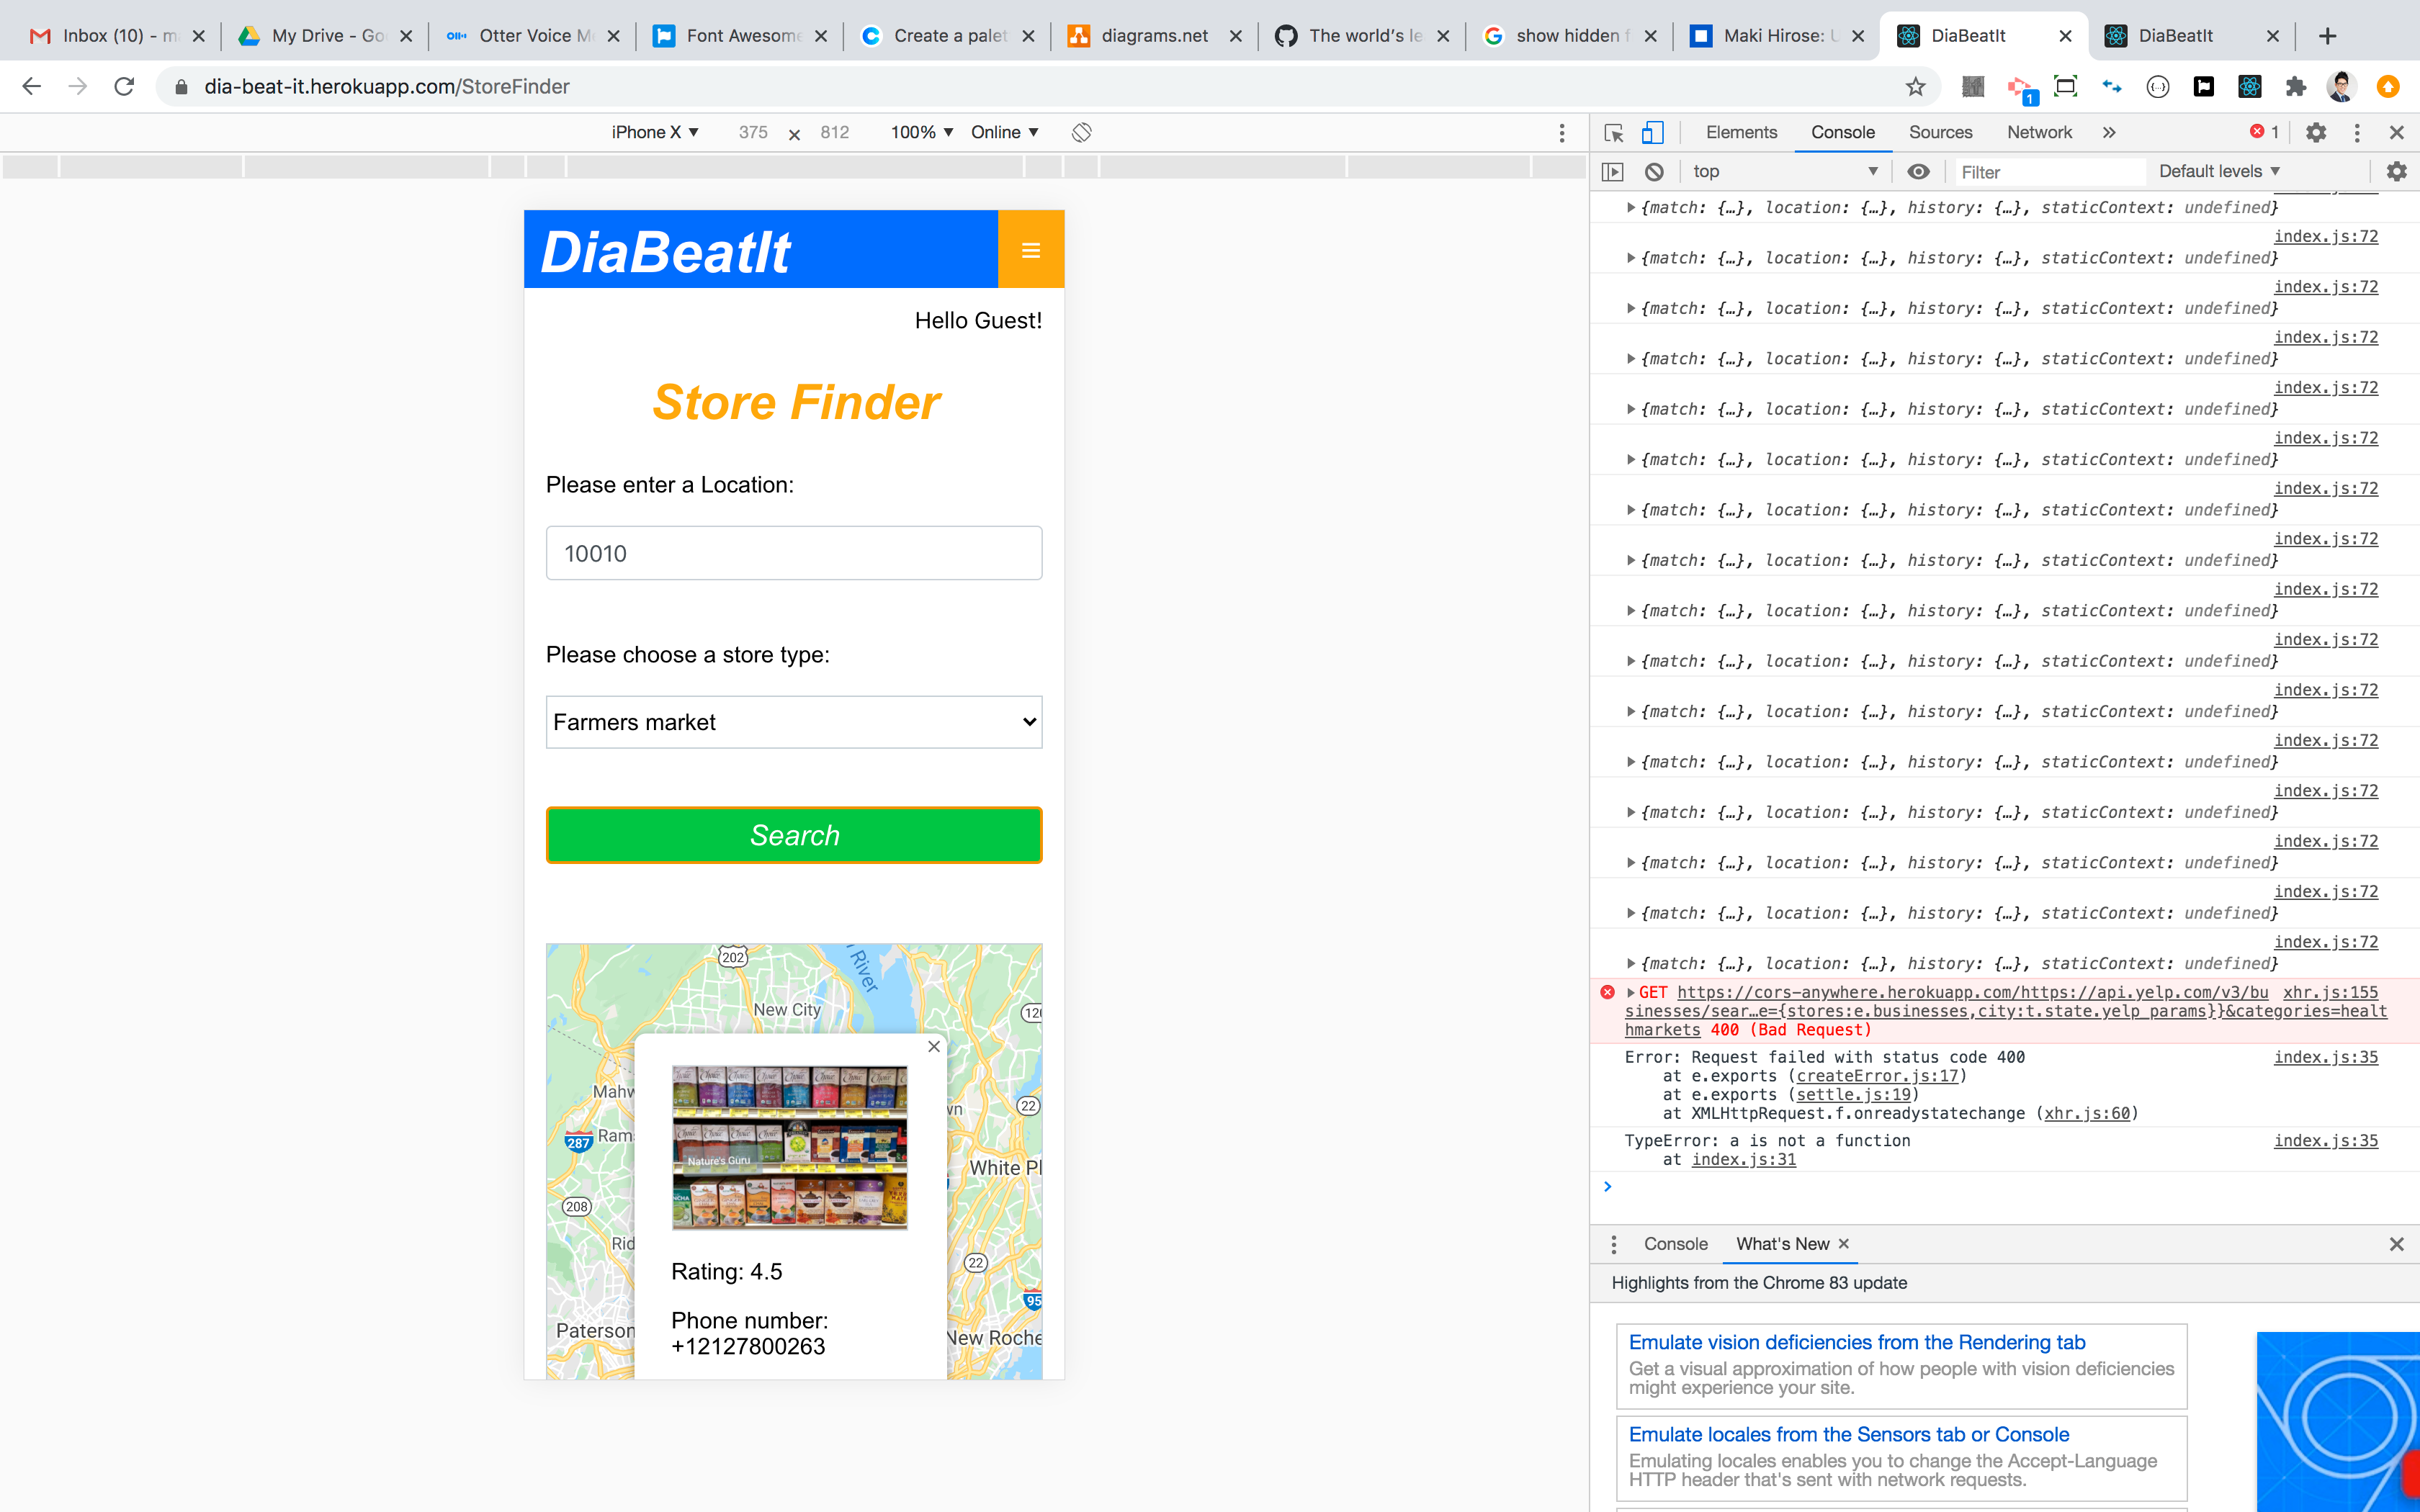 Inbox (10) - m
My Drive - Go
Otter Voice M
Font Awesome
Create a palet
diagrams.net
The world's le
show hidden f
Maki Hirose: U
DiaBeatIt
DiaBeatIt
dia-beat-it.herokuapp.com/StoreFinder
1
iPhone X ▼ 375 × 812 100% ▼ Online ▼
DiaBeatIt
Hello Guest!
Store Finder
Please enter a Location:
10010
Please choose a store type:
Farmers market
Search
202
River
New City
Mahw
287
Ram
22
208
White Pl
Rid
22
95
Paterson
New Roche
Nature's Guru
Rating: 4.5
Phone number:
+12127800263
Elements Console Sources Network » 1
top ▼ Filter Default levels ▼
{match: {…}, location: {…}, history: {…}, staticContext: undefined}
index.js:72
{match: {…}, location: {…}, history: {…}, staticContext: undefined}
index.js:72
{match: {…}, location: {…}, history: {…}, staticContext: undefined}
index.js:72
{match: {…}, location: {…}, history: {…}, staticContext: undefined}
index.js:72
{match: {…}, location: {…}, history: {…}, staticContext: undefined}
index.js:72
{match: {…}, location: {…}, history: {…}, staticContext: undefined}
index.js:72
{match: {…}, location: {…}, history: {…}, staticContext: undefined}
index.js:72
{match: {…}, location: {…}, history: {…}, staticContext: undefined}
index.js:72
{match: {…}, location: {…}, history: {…}, staticContext: undefined}
index.js:72
{match: {…}, location: {…}, history: {…}, staticContext: undefined}
index.js:72
{match: {…}, location: {…}, history: {…}, staticContext: undefined}
index.js:72
{match: {…}, location: {…}, history: {…}, staticContext: undefined}
index.js:72
{match: {…}, location: {…}, history: {…}, staticContext: undefined}
index.js:72
{match: {…}, location: {…}, history: {…}, staticContext: undefined}
index.js:72
{match: {…}, location: {…}, history: {…}, staticContext: undefined}
index.js:72
{match: {…}, location: {…}, history: {…}, staticContext: undefined}
GET https://cors-anywhere.herokuapp.com/https://api.yelp.com/v3/bu xhr.js:155
sinesses/sear…e={stores:e.businesses,city:t.state.yelp_params}}&categories=healt
hmarkets 400 (Bad Request)
Error: Request failed with status code 400 index.js:35
at e.exports (createError.js:17)
at e.exports (settle.js:19)
at XMLHttpRequest.f.onreadystatechange (xhr.js:60)
TypeError: a is not a function index.js:35
at index.js:31
Console What's New
Highlights from the Chrome 83 update
Emulate vision deficiencies from the Rendering tab
Get a visual approximation of how people with vision deficiencies
might experience your site.
Emulate locales from the Sensors tab or Console
Emulating locales enables you to change the Accept-Language
HTTP header that's sent with network requests.